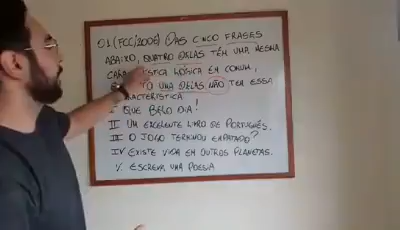 01 (FCC/2006) DAS CINCO FRASES
ABAIXO, QUATRO DELAS TÊM UMA MESMA
LÓGICA EM COMUM,
UMA DELAS NÃO TEM ESSA
CARACTERÍSTICA
QUE BELO DIA!
II UM EXCELENTE LIVRO DE PORTUGUÊS.
III O JOGO TERMINOU EMPATADO?
IV EXISTE VIDA EM OUTROS PLANETAS.
V ESCREVA UMA POESIA